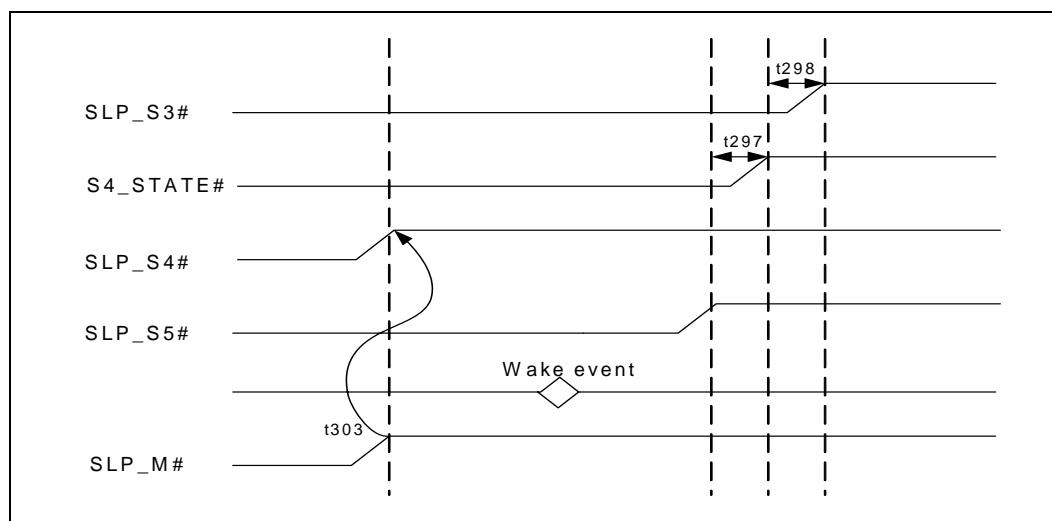 t298
SLP_S3#
t297
S4_STATE#
SLP_S4#
SLP_S5#
Wake event
t303
SLP_M#